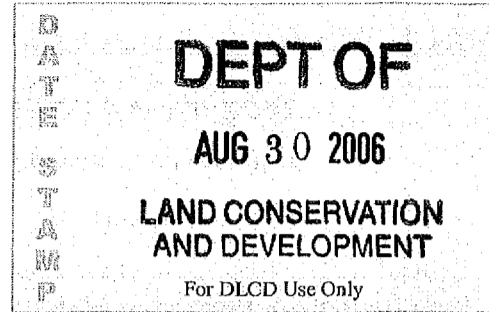 DATE STAMP
DEPT OF
AUG 30 2006
LAND CONSERVATION
AND DEVELOPMENT
For DLCD Use Only